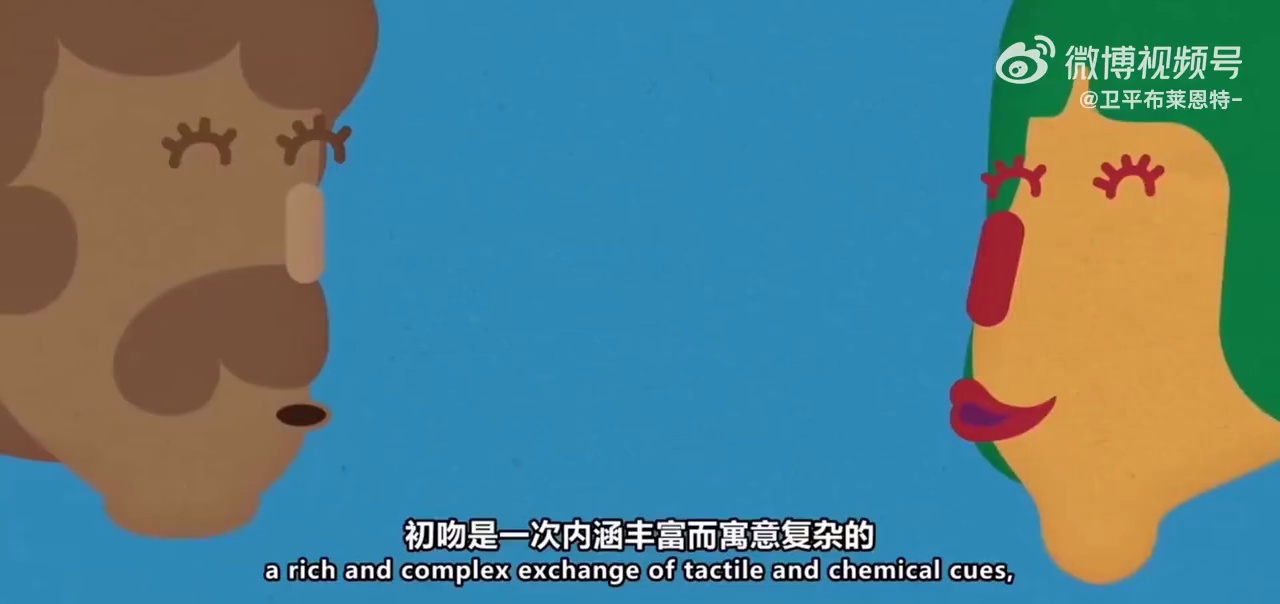 微博视频号
@卫平布莱恩特-
初吻是一次内涵丰富而寓意复杂的
a rich and complex exchange of tactile and chemical cues,